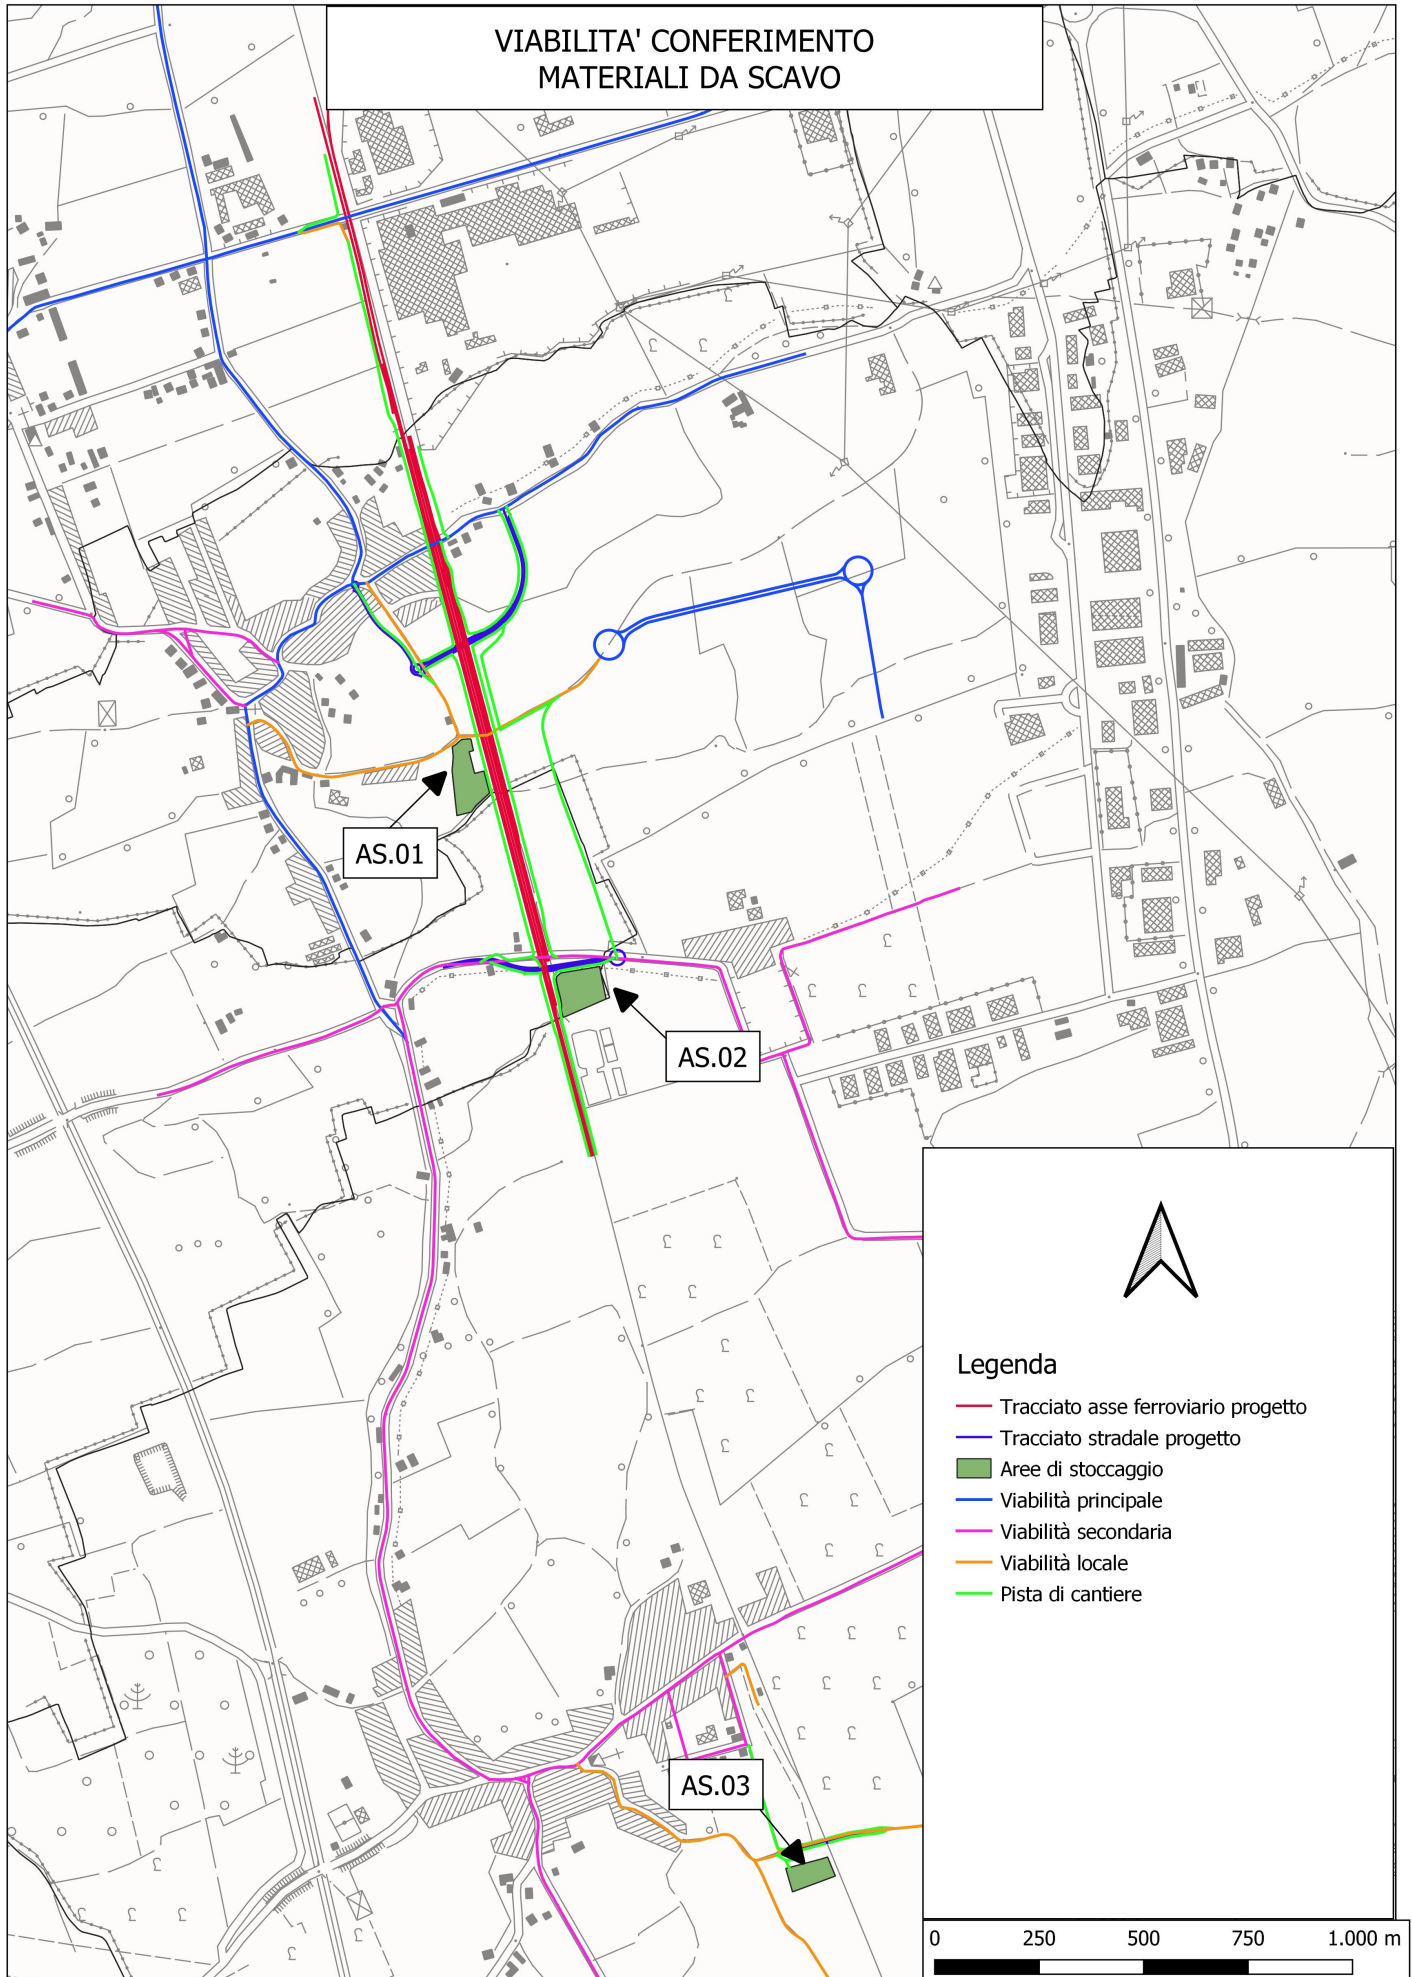 VIABILITA' CONFERIMENTO
MATERIALI DA SCAVO
AS.01
AS.02
AS.03
Legenda
Tracciato asse ferroviario progetto
Tracciato stradale progetto
Aree di stoccaggio
Viabilità principale
Viabilità secondaria
Viabilità locale
Pista di cantiere
0 250 500 750 1.000 m